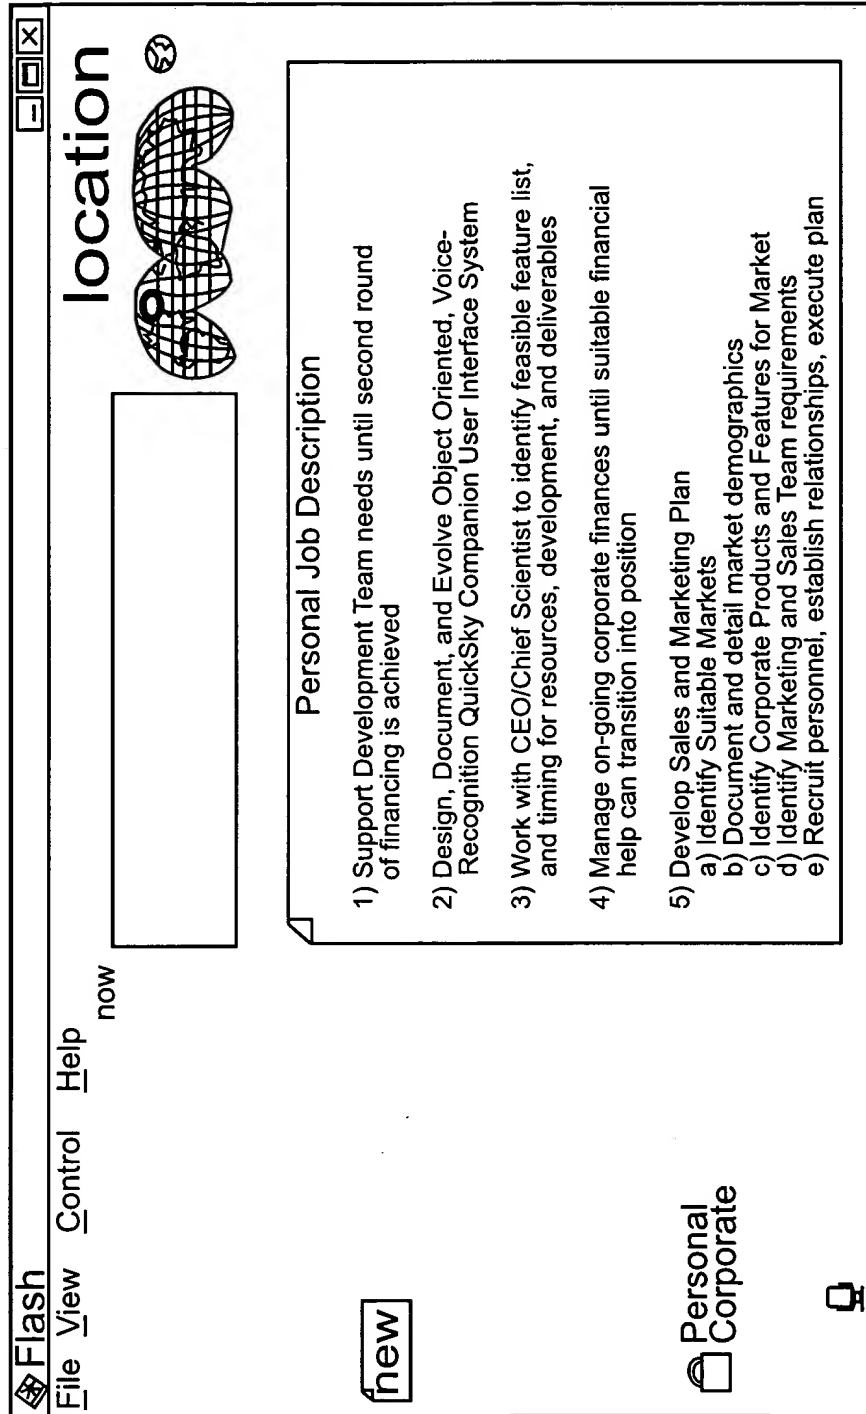 Flash
File View Control Help
now
location
new
Personal Job Description
1) Support Development Team needs until second round
of financing is achieved
2) Design, Document, and Evolve Object Oriented, Voice-
Recognition QuickSky Companion User Interface System
3) Work with CEO/Chief Scientist to identify feasible feature list,
and timing for resources, development, and deliverables
4) Manage on-going corporate finances until suitable financial
help can transition into position
5) Develop Sales and Marketing Plan
a) Identify Suitable Markets
b) Document and detail market demographics
c) Identify Corporate Products and Features for Market
d) Identify Marketing and Sales Team requirements
e) Recruit personnel, establish relationships, execute plan
Personal
Corporate